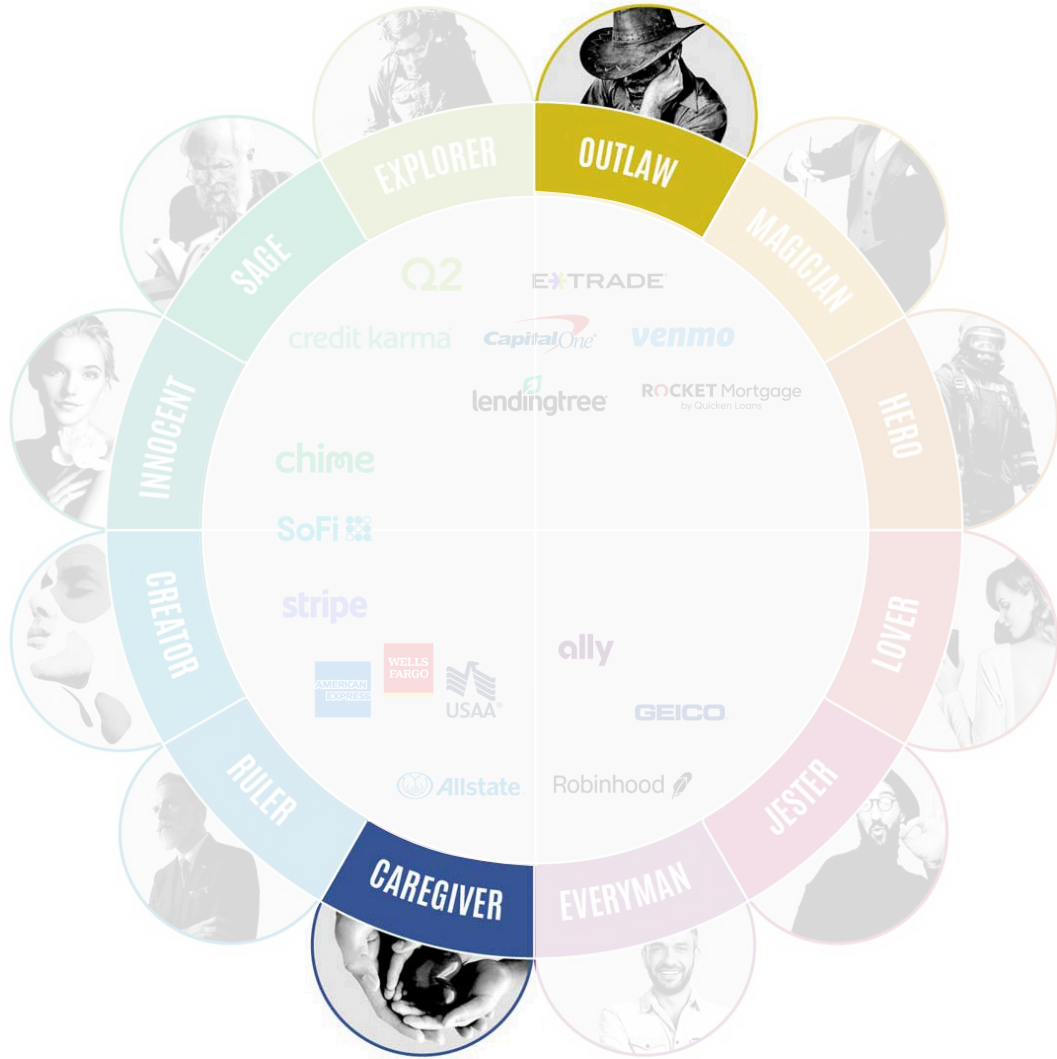 EXPLORER
OUTLAW
MAGICIAN
SAGE
HERO
INNOCENT
Q2
E*TRADE
credit karma
Capital One
venmo
lendingtree
ROCKET Mortgage
by Quicken Loans
chime
SoFi
stripe
CREATOR
LOVER
ally
WELLS
FARGO
AMERICAN
EXPRESS
USAA®
GEICO
RULER
JESTER
Allstate
Robinhood
CAREGIVER
EVERYMAN